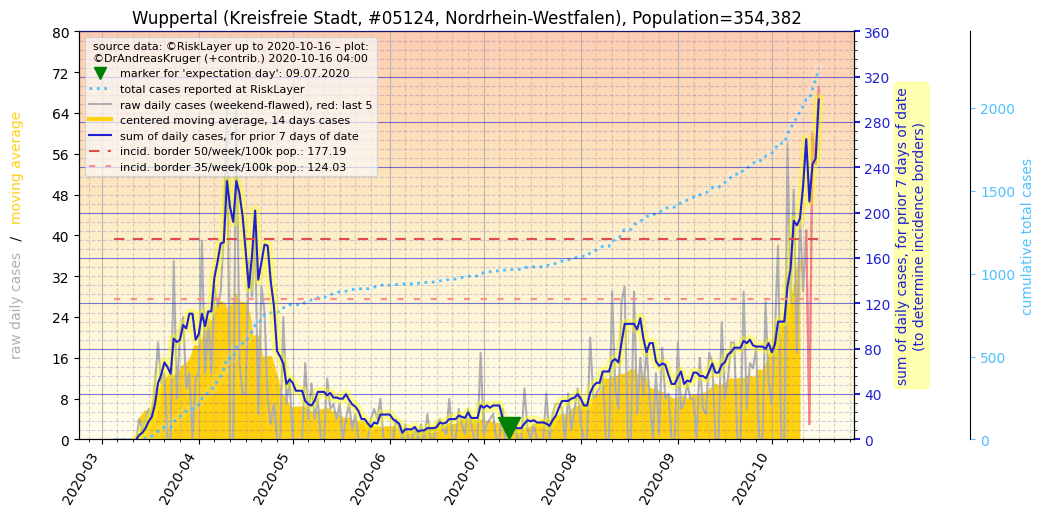 Wuppertal (Kreisfreie Stadt, #05124, Nordrhein-Westfalen), Population=354,382
source data: ©RiskLayer up to 2020-10-16 – plot:
©DrAndreasKruger (+contrib.) 2020-10-16 04:00
marker for 'expectation day': 09.07.2020
total cases reported at RiskLayer
raw daily cases (weekend-flawed), red: last 5
centered moving average, 14 days cases
sum of daily cases, for prior 7 days of date
incid. border 50/week/100k pop.: 177.19
incid. border 35/week/100k pop.: 124.03
raw daily cases / moving average
80
72
64
56
48
40
32
24
16
8
0
2020-03
2020-04
2020-05
2020-06
2020-07
2020-08
2020-09
2020-10
360
320
280
240
200
160
120
80
40
0
sum of daily cases, for prior 7 days of date
(to determine incidence borders)
2000
1500
1000
500
0
cumulative total cases